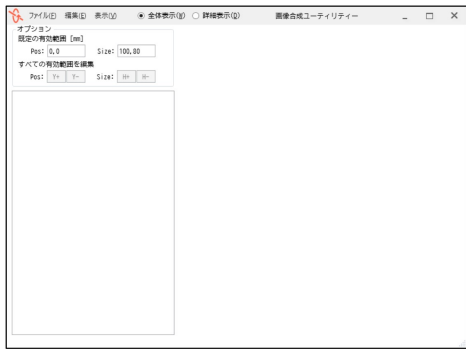 ファイル(F) 編集(E) 表示(V) 全体表示(W) 詳細表示(D) 画像合成ユーティリティー
オプション
既定の有効範囲 [mm]
Pos: 0,0 Size: 100,80
すべての有効範囲を編集
Pos: Y+ Y- Size: H+ H-